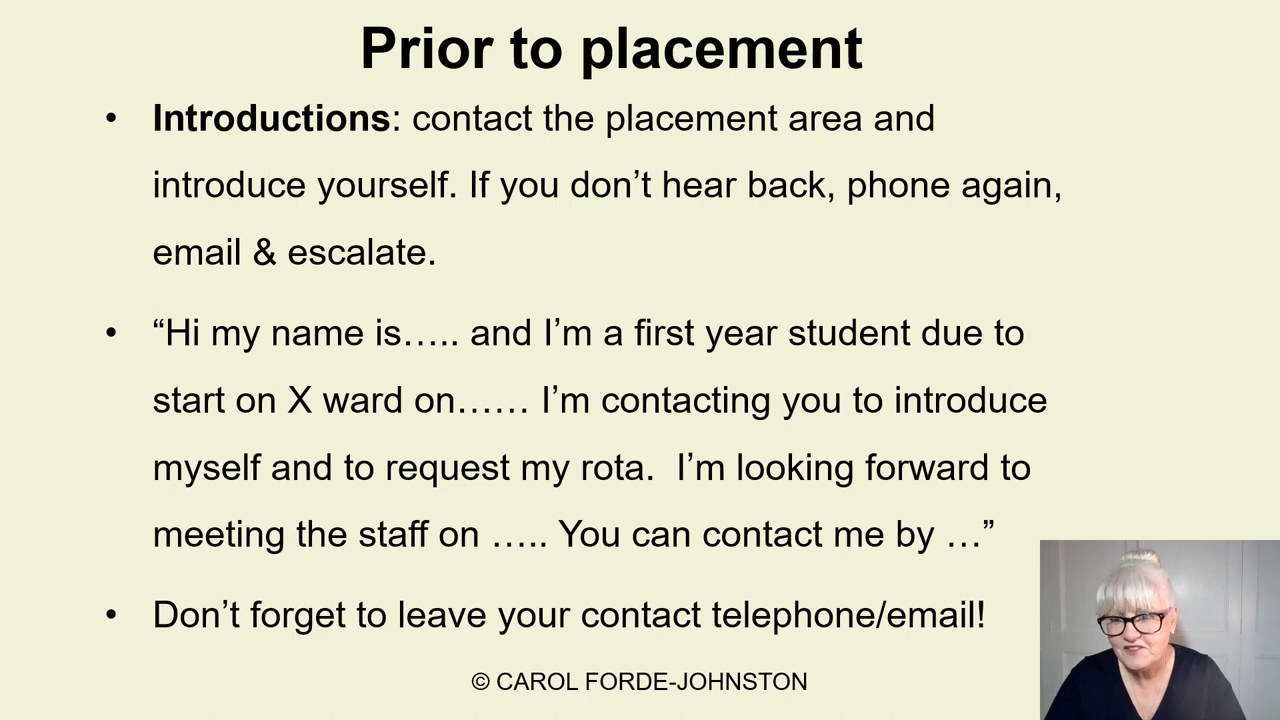 Prior to placement
• Introductions: contact the placement area and
introduce yourself. If you don’t hear back, phone again,
email & escalate.
• “Hi my name is….. and I’m a first year student due to
start on X ward on…… I’m contacting you to introduce
myself and to request my rota.  I’m looking forward to
meeting the staff on ….. You can contact me by …”
• Don’t forget to leave your contact telephone/email!
© CAROL FORDE-JOHNSTON